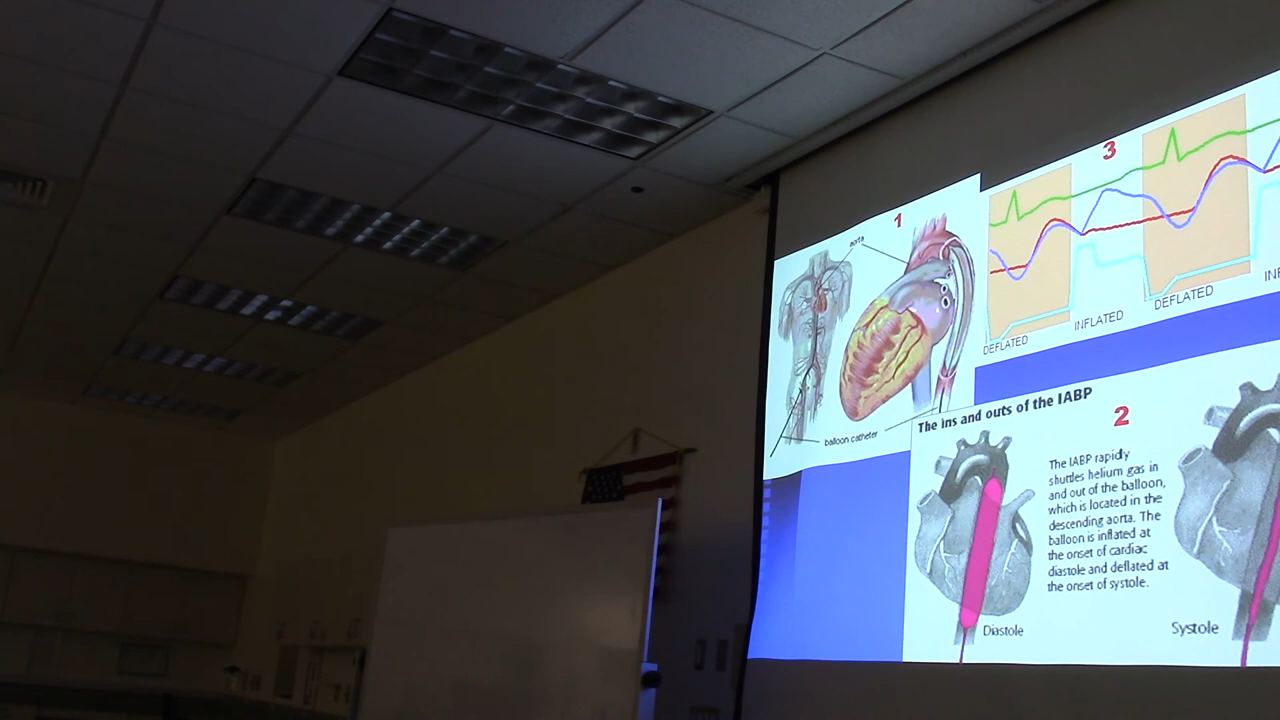 1
aorta
balloon catheter
3
DEFLATED
INFLATED
DEFLATED
The ins and outs of the IABP
2
The IABP rapidly
shuttles helium gas in
and out of the balloon,
which is located in the
descending aorta. The
balloon is inflated at
the onset of cardiac
diastole and deflated at
the onset of systole.
Diastole
Systole